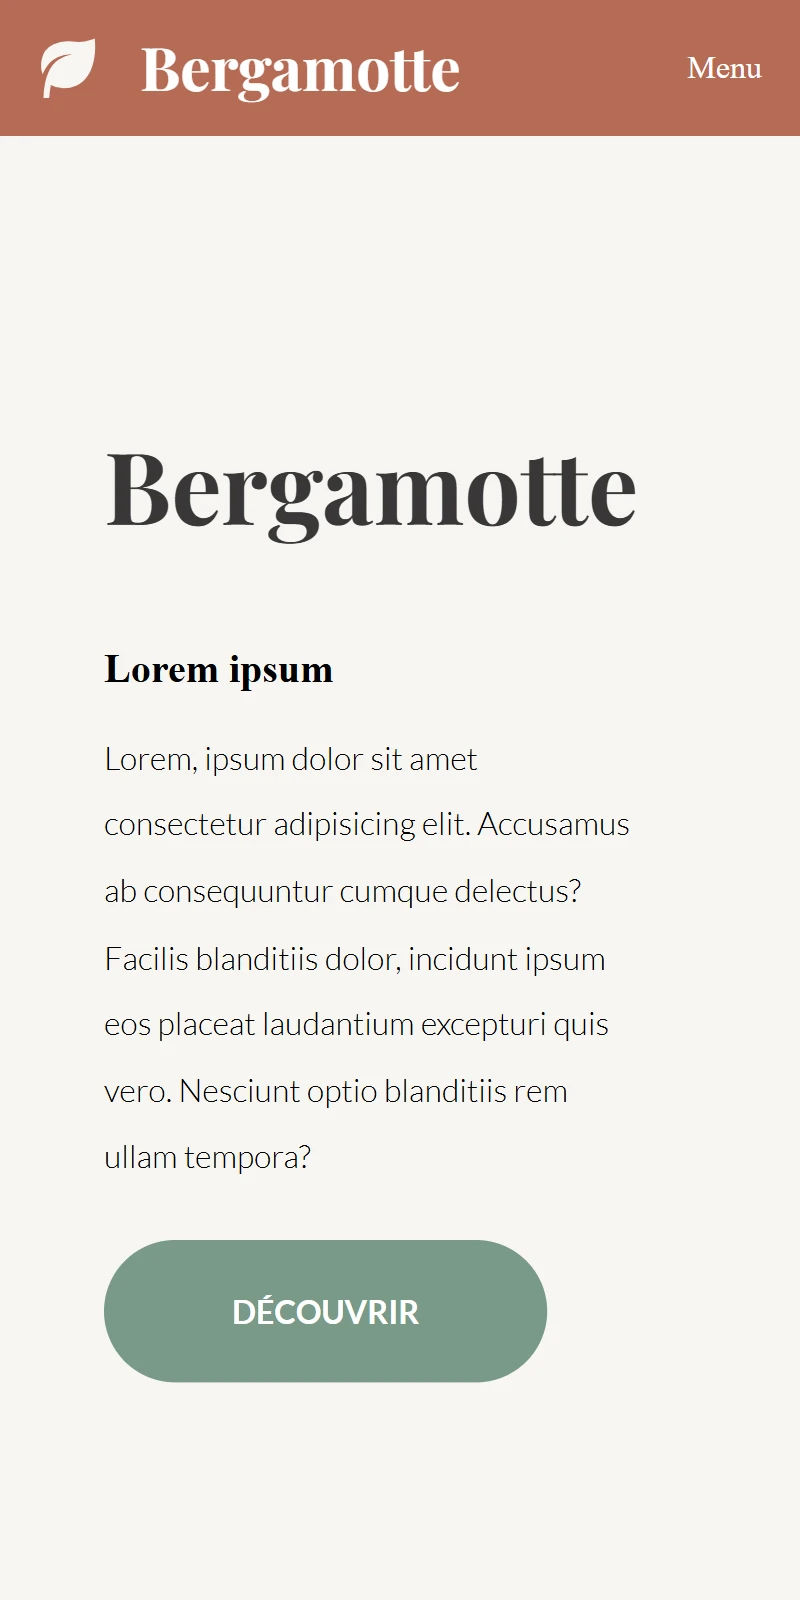 Bergamotte
Menu
Bergamotte
Lorem ipsum
Lorem, ipsum dolor sit amet
consectetur adipisicing elit. Accusamus
ab consequuntur cumque delectus?
Facilis blanditiis dolor, incidunt ipsum
eos placeat laudantium excepturi quis
vero. Nesciunt optio blanditiis rem
ullam tempora?
DÉCOUVRIR